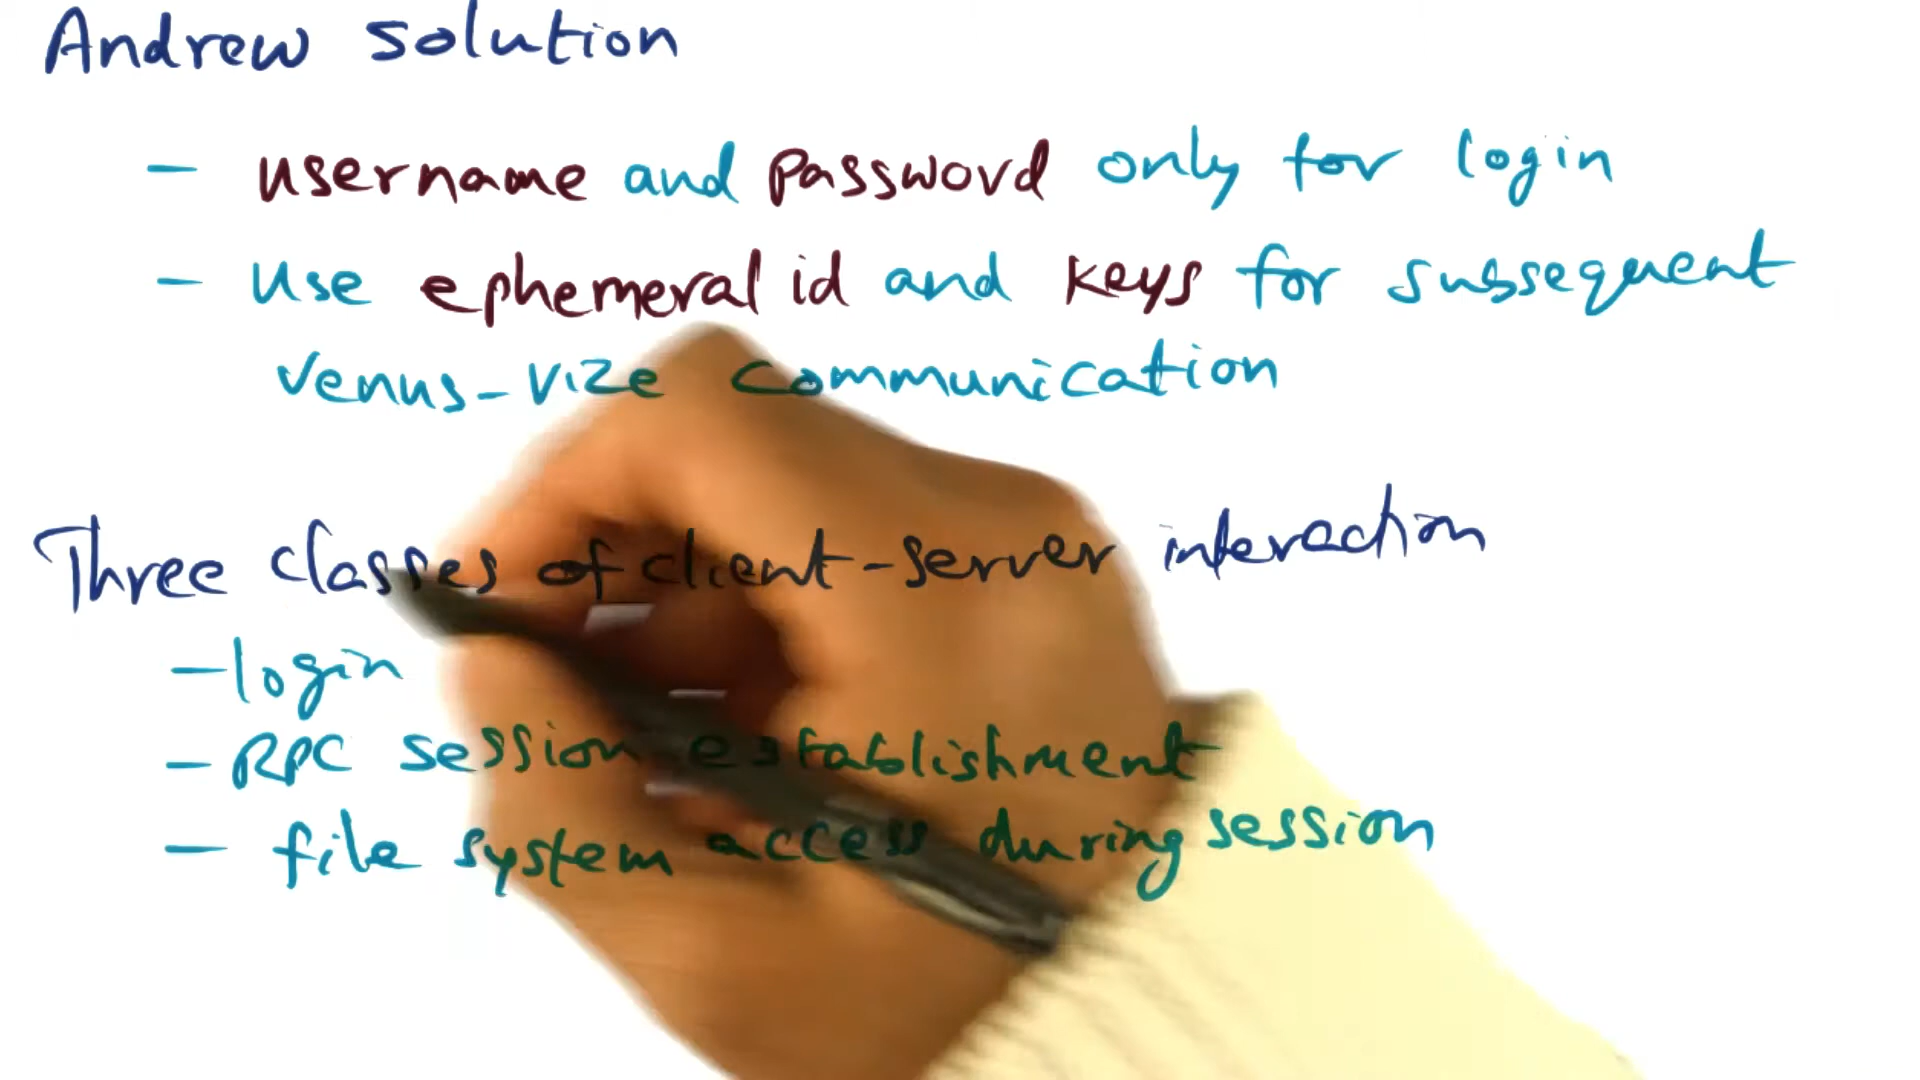 Andrew solution
- username and password only for login
- use ephemeral id and keys for subsequent
venus-vize communication
Three classes of client-server interaction
- login
- RPC session establishment
- file system access during session